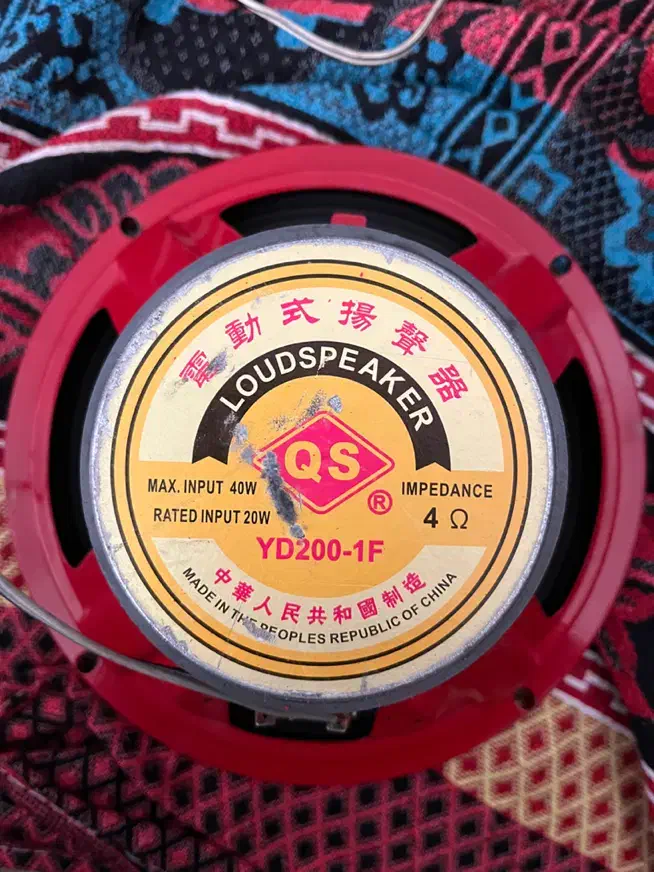 電動式揚聲器
LOUDSPEAKER
QS
®
MAX. INPUT 40W
RATED INPUT 20W
IMPEDANCE
4 Ω
YD200-1F
中華人民共和國制造
MADE IN THE PEOPLES REPUBLIC OF CHINA